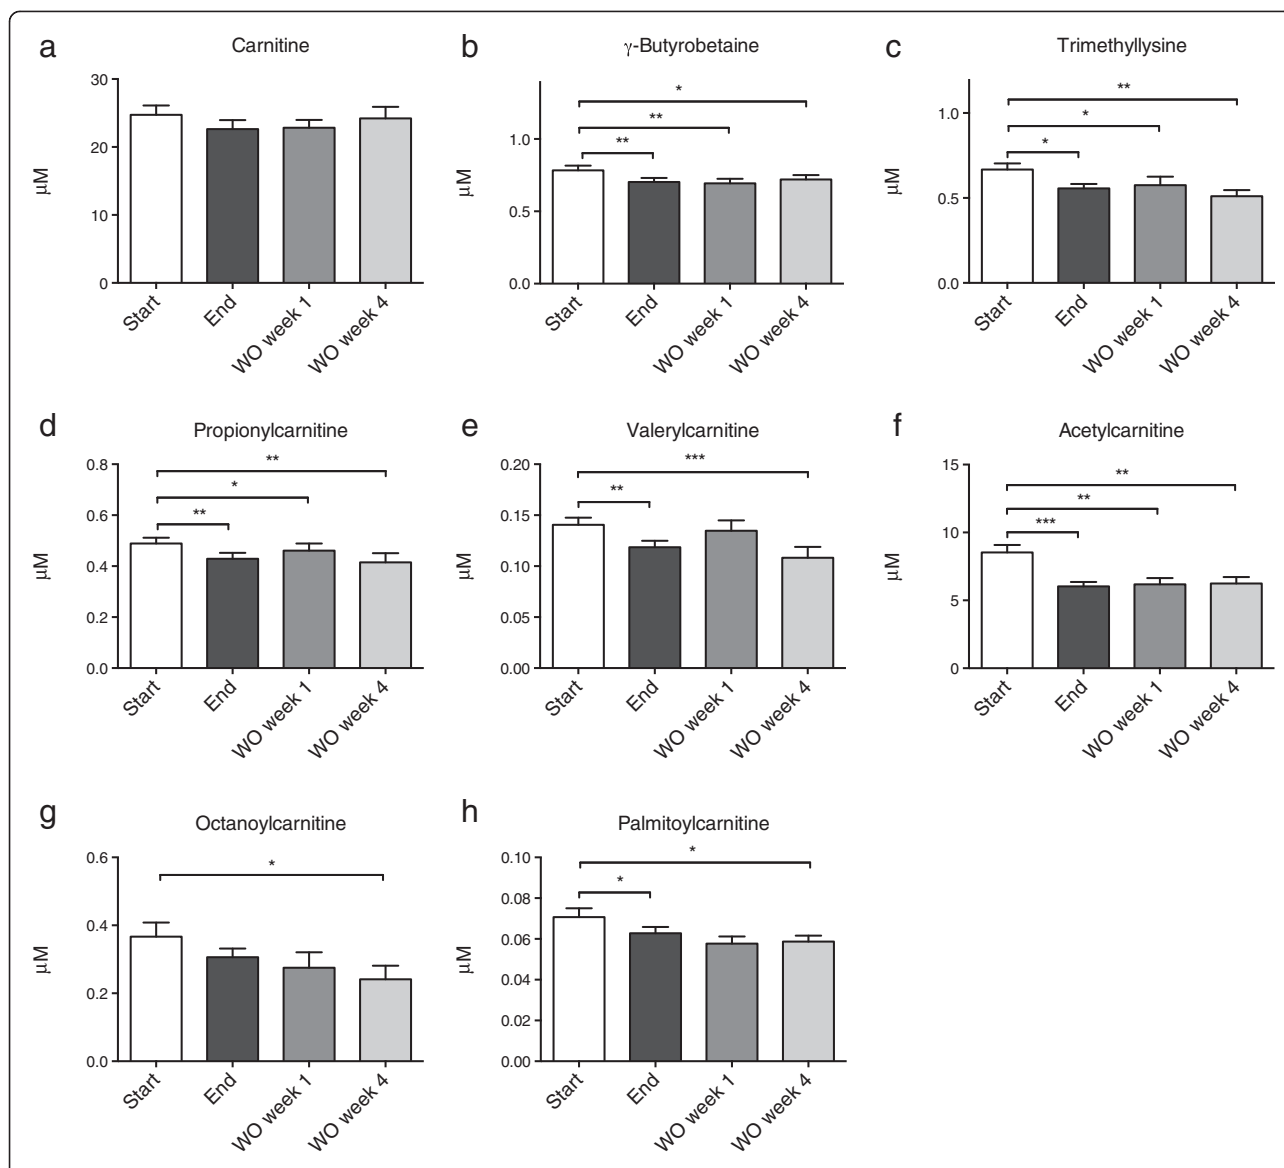 a
Carnitine
30
20
10
0
μM
Start
End
WO week 1
WO week 4
b
γ-Butyrobetaine
*
**
**
1.0
0.5
0.0
μM
Start
End
WO week 1
WO week 4
c
Trimethyllysine
**
*
*
1.0
0.5
0.0
μM
Start
End
WO week 1
WO week 4
d
Propionylcarnitine
**
*
**
0.8
0.6
0.4
0.2
0.0
μM
Start
End
WO week 1
WO week 4
e
Valerylcarnitine
***
**
0.20
0.15
0.10
0.05
0.00
μM
Start
End
WO week 1
WO week 4
f
Acetylcarnitine
**
**
***
15
10
5
0
μM
Start
End
WO week 1
WO week 4
g
Octanoylcarnitine
*
0.6
0.4
0.2
0.0
μM
Start
End
WO week 1
WO week 4
h
Palmitoylcarnitine
*
*
0.10
0.08
0.06
0.04
0.02
0.00
μM
Start
End
WO week 1
WO week 4